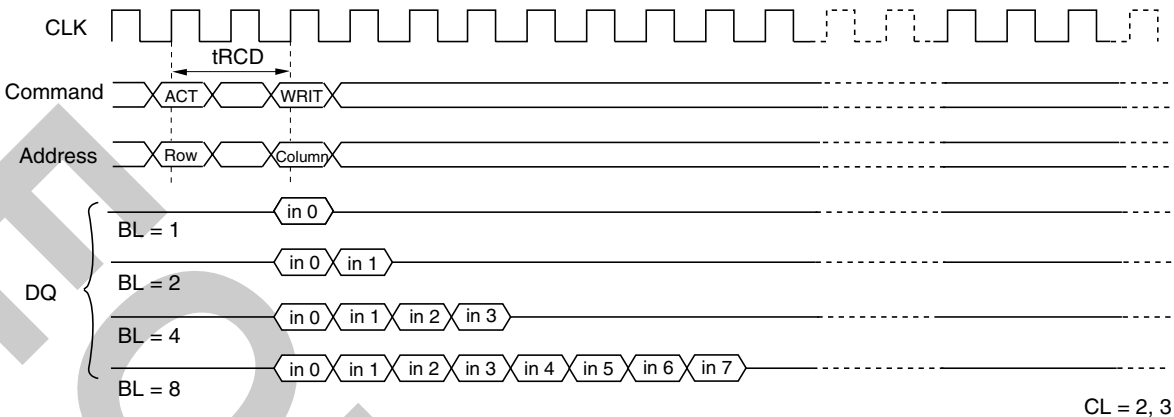 CLK
tRCD
Command ACT WRIT
Address Row Column
in 0
BL = 1
in 0 in 1
BL = 2
DQ
in 0 in 1 in 2 in 3
BL = 4
in 0 in 1 in 2 in 3 in 4 in 5 in 6 in 7
BL = 8
CL = 2, 3